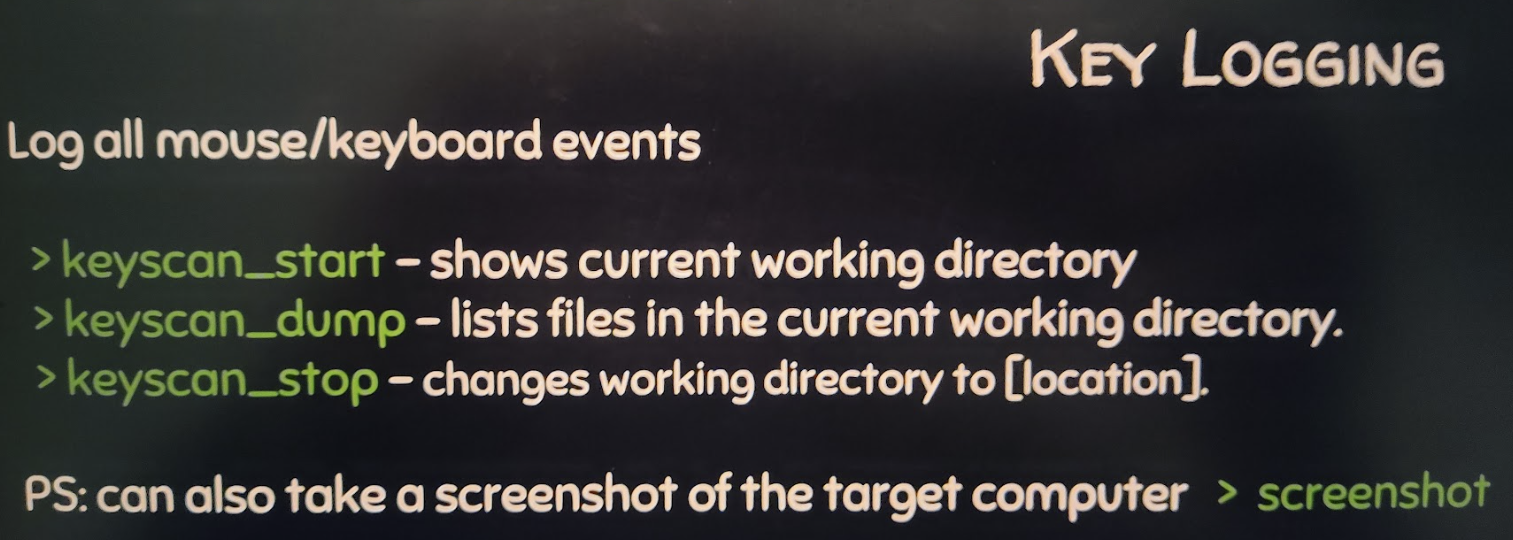 KEY LOGGING
Log all mouse/keyboard events
> keyscan_start – shows current working directory
> keyscan_dump – lists files in the current working directory.
> keyscan_stop – changes working directory to [location].
PS: can also take a screenshot of the target computer > screenshot